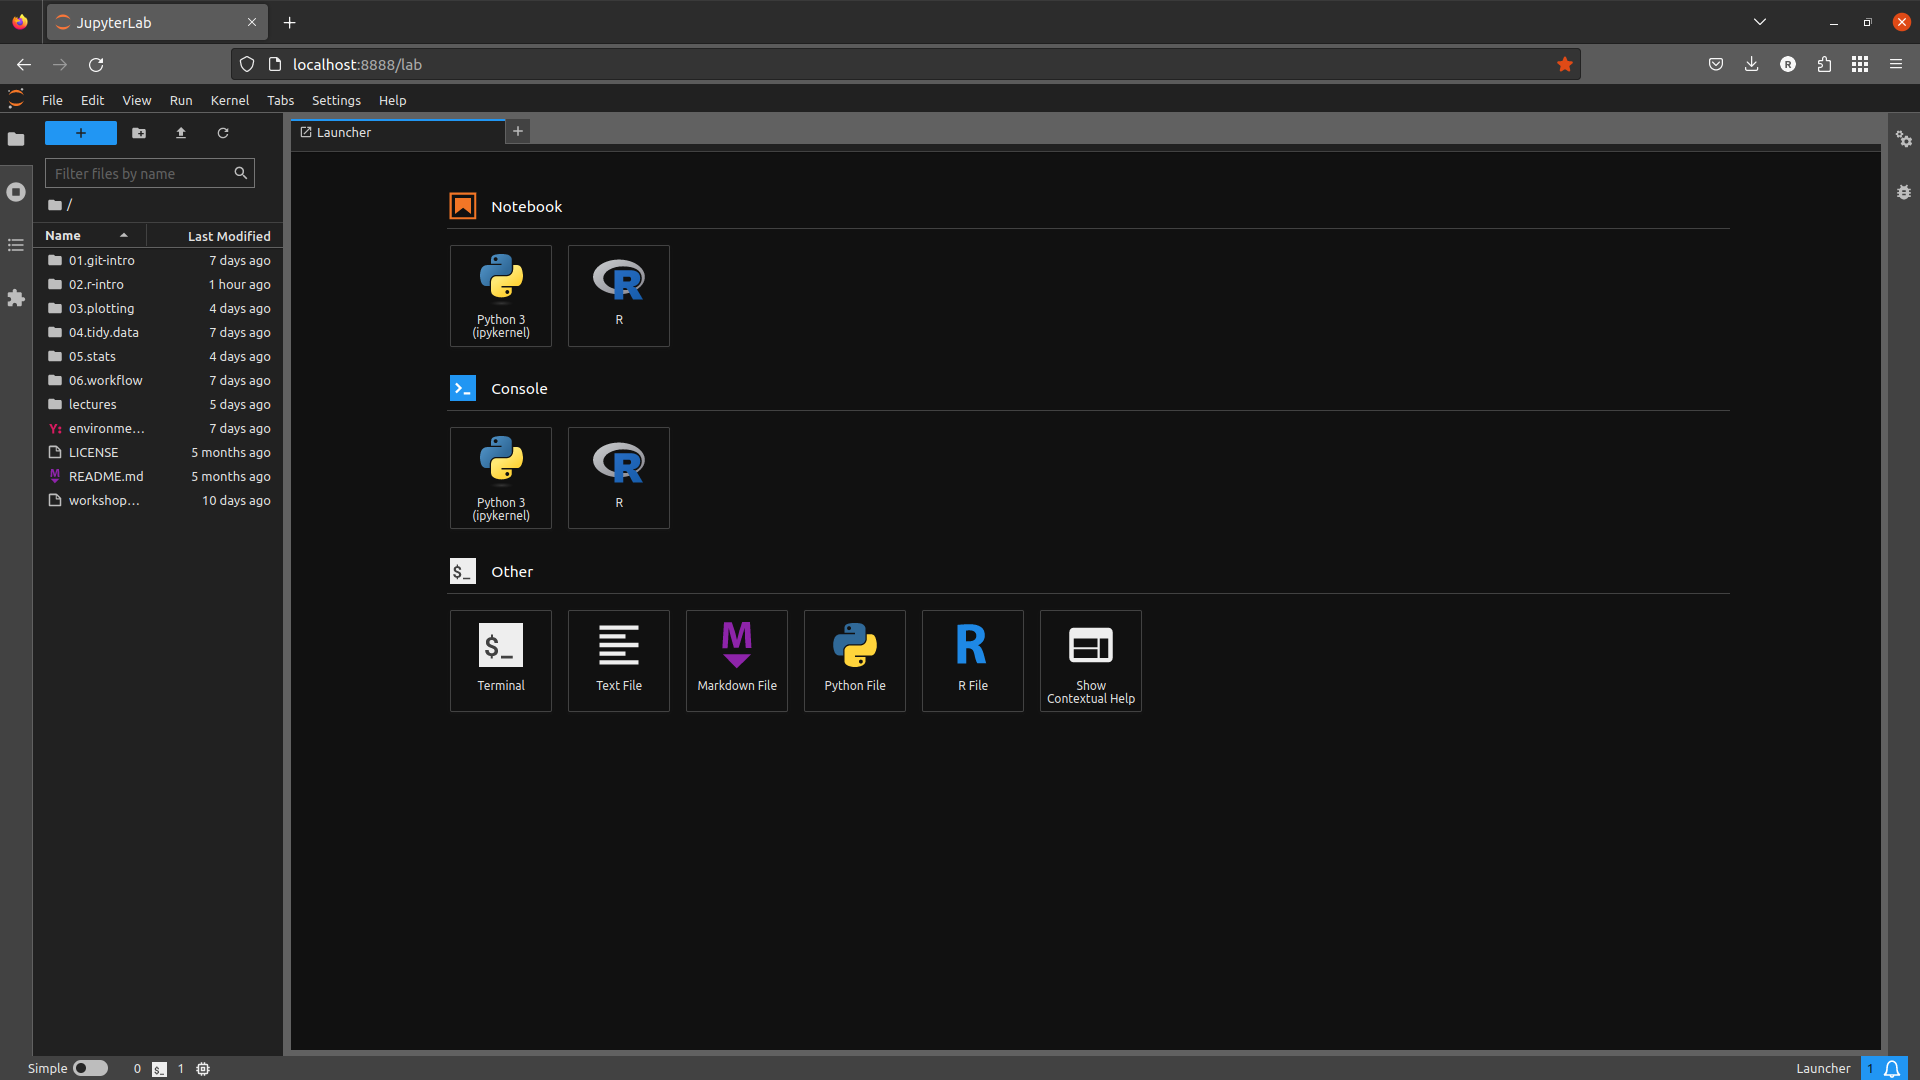 JupyterLab
localhost:8888/lab
File Edit View Run Kernel Tabs Settings Help
Launcher
Filter files by name
/
Name Last Modified
01.git-intro 7 days ago
02.r-intro 1 hour ago
03.plotting 4 days ago
04.tidy.data 7 days ago
05.stats 4 days ago
06.workflow 7 days ago
lectures 5 days ago
Y: environme… 7 days ago
LICENSE 5 months ago
M README.md 5 months ago
workshop… 10 days ago
Notebook
Python 3
(ipykernel)
R
R
Console
Python 3
(ipykernel)
R
R
$_ Other
$_
Terminal
Text File
M
Markdown File
Python File
R
R File
Show
Contextual Help
Simple 0 $_ 1
Launcher 1
R